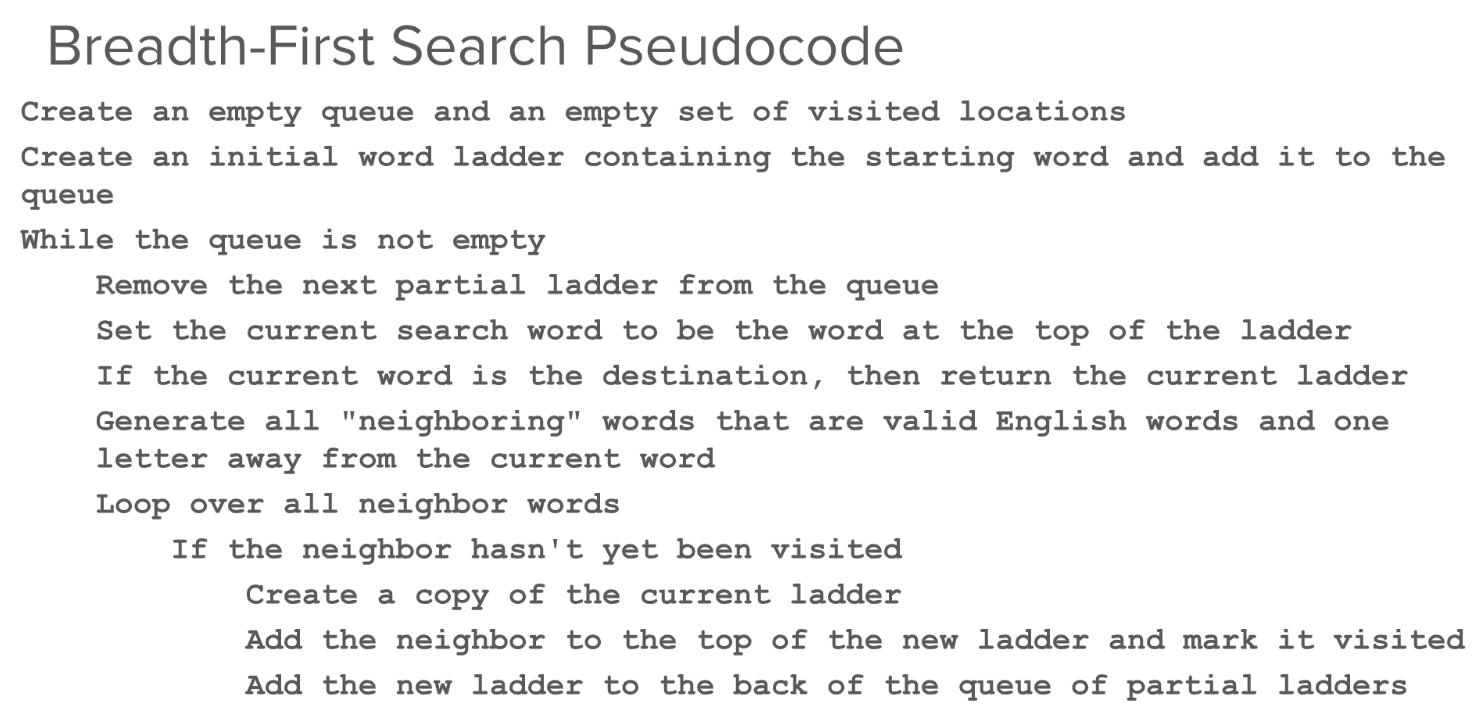 Breadth-First Search Pseudocode
Create an empty queue and an empty set of visited locations
Create an initial word ladder containing the starting word and add it to the
queue
While the queue is not empty
Remove the next partial ladder from the queue
Set the current search word to be the word at the top of the ladder
If the current word is the destination, then return the current ladder
Generate all "neighboring" words that are valid English words and one
letter away from the current word
Loop over all neighbor words
If the neighbor hasn't yet been visited
Create a copy of the current ladder
Add the neighbor to the top of the new ladder and mark it visited
Add the new ladder to the back of the queue of partial ladders